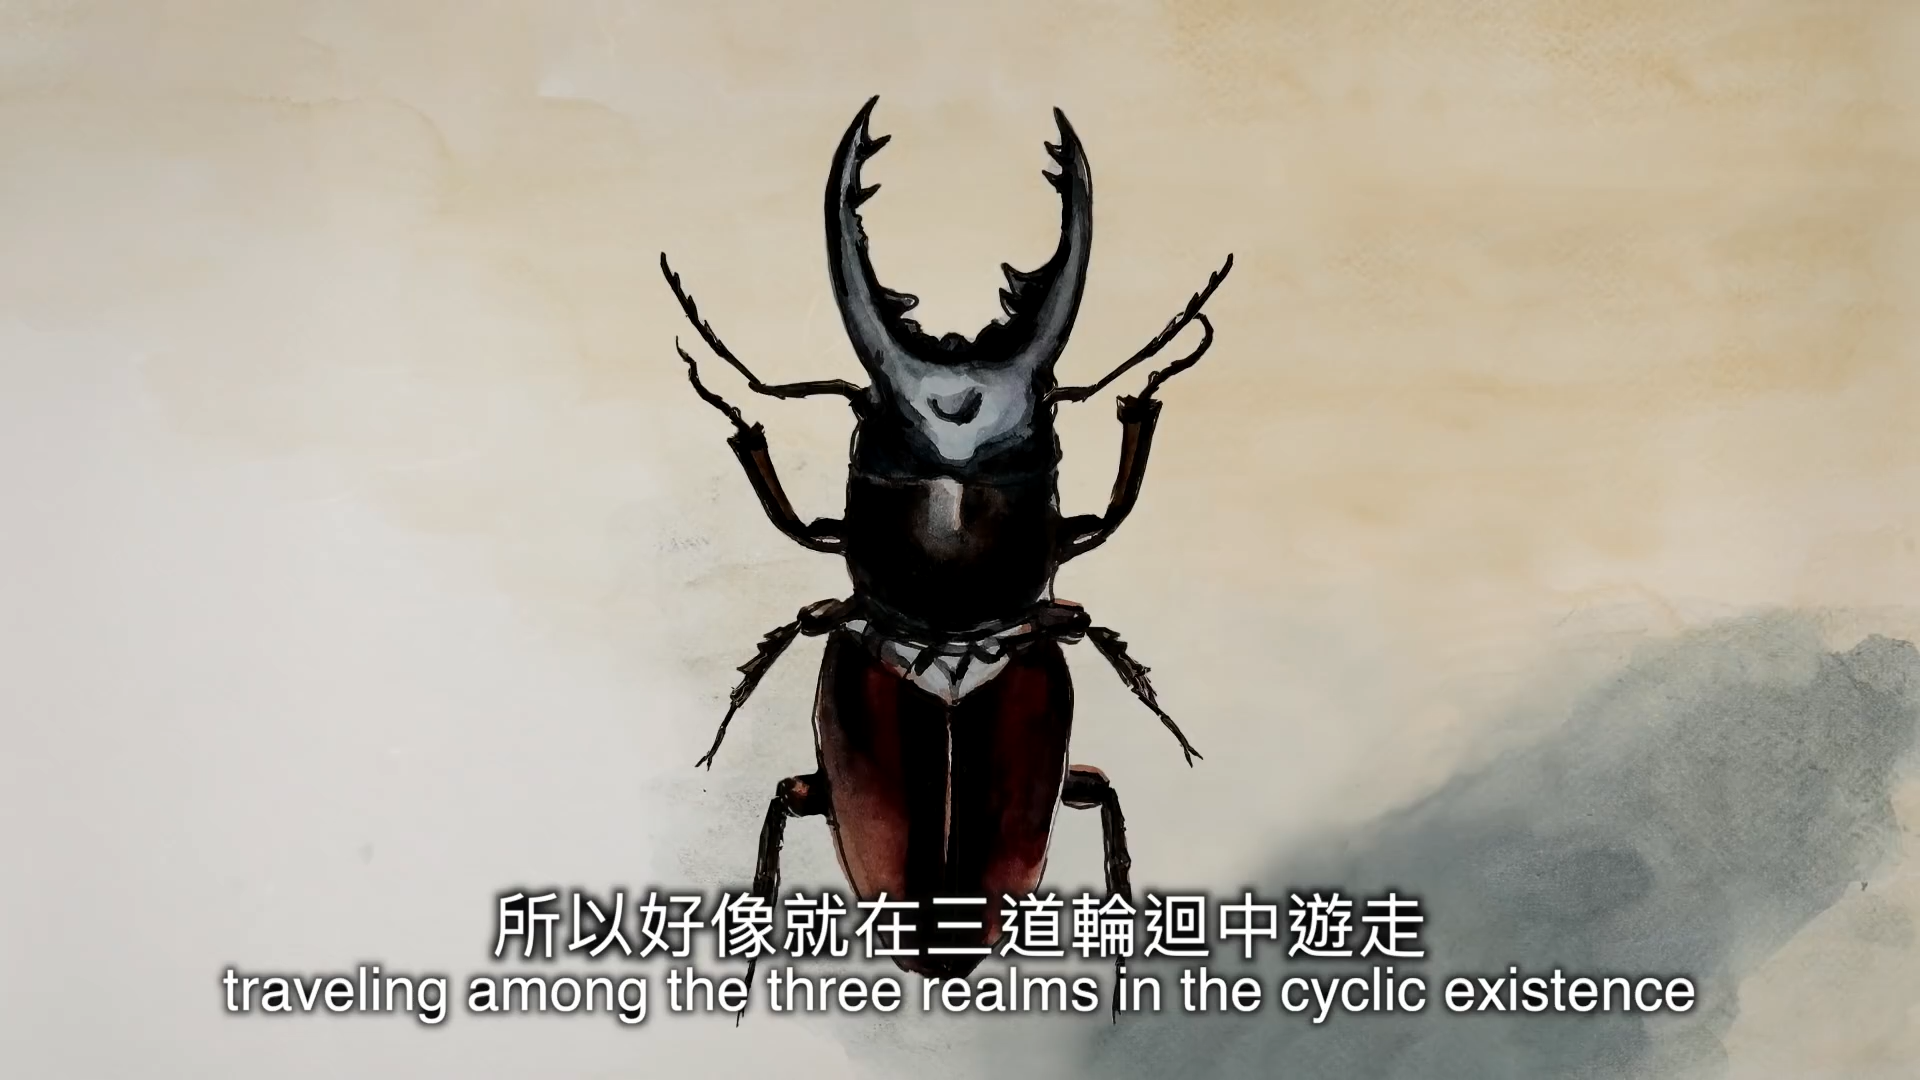 所以好像就在三道輪迴中遊走
traveling among the three realms in the cyclic existence